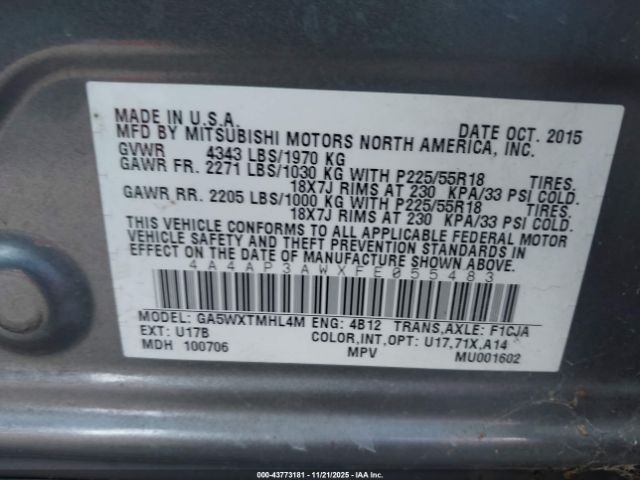 MADE IN U.S.A. DATE OCT. 2015
MFD BY MITSUBISHI MOTORS NORTH AMERICA, INC.
GVWR 4343 LBS/1970 KG
GAWR FR. 2271 LBS/1030 KG WITH P225/55R18 TIRES,
18X7J RIMS AT 230 KPA/33 PSI COLD.
GAWR RR. 2205 LBS/1000 KG WITH P225/55R18 TIRES,
18X7J RIMS AT 230 KPA/33 PSI COLD.
THIS VEHICLE CONFORMS TO ALL APPLICABLE FEDERAL MOTOR
VEHICLE SAFETY AND THEFT PREVENTION STANDARDS IN
EFFECT ON THE DATE OF MANUFACTURE SHOWN ABOVE.
4A4AP3AWXFE055483
MODEL: GA5WXTMHL4M ENG: 4B12 TRANS,AXLE: F1CJA
EXT: U17B COLOR,INT,OPT: U17,71X,A14
MDH 100706 MPV MU001602
000-43773181 - 11/21/2025 - IAA Inc.